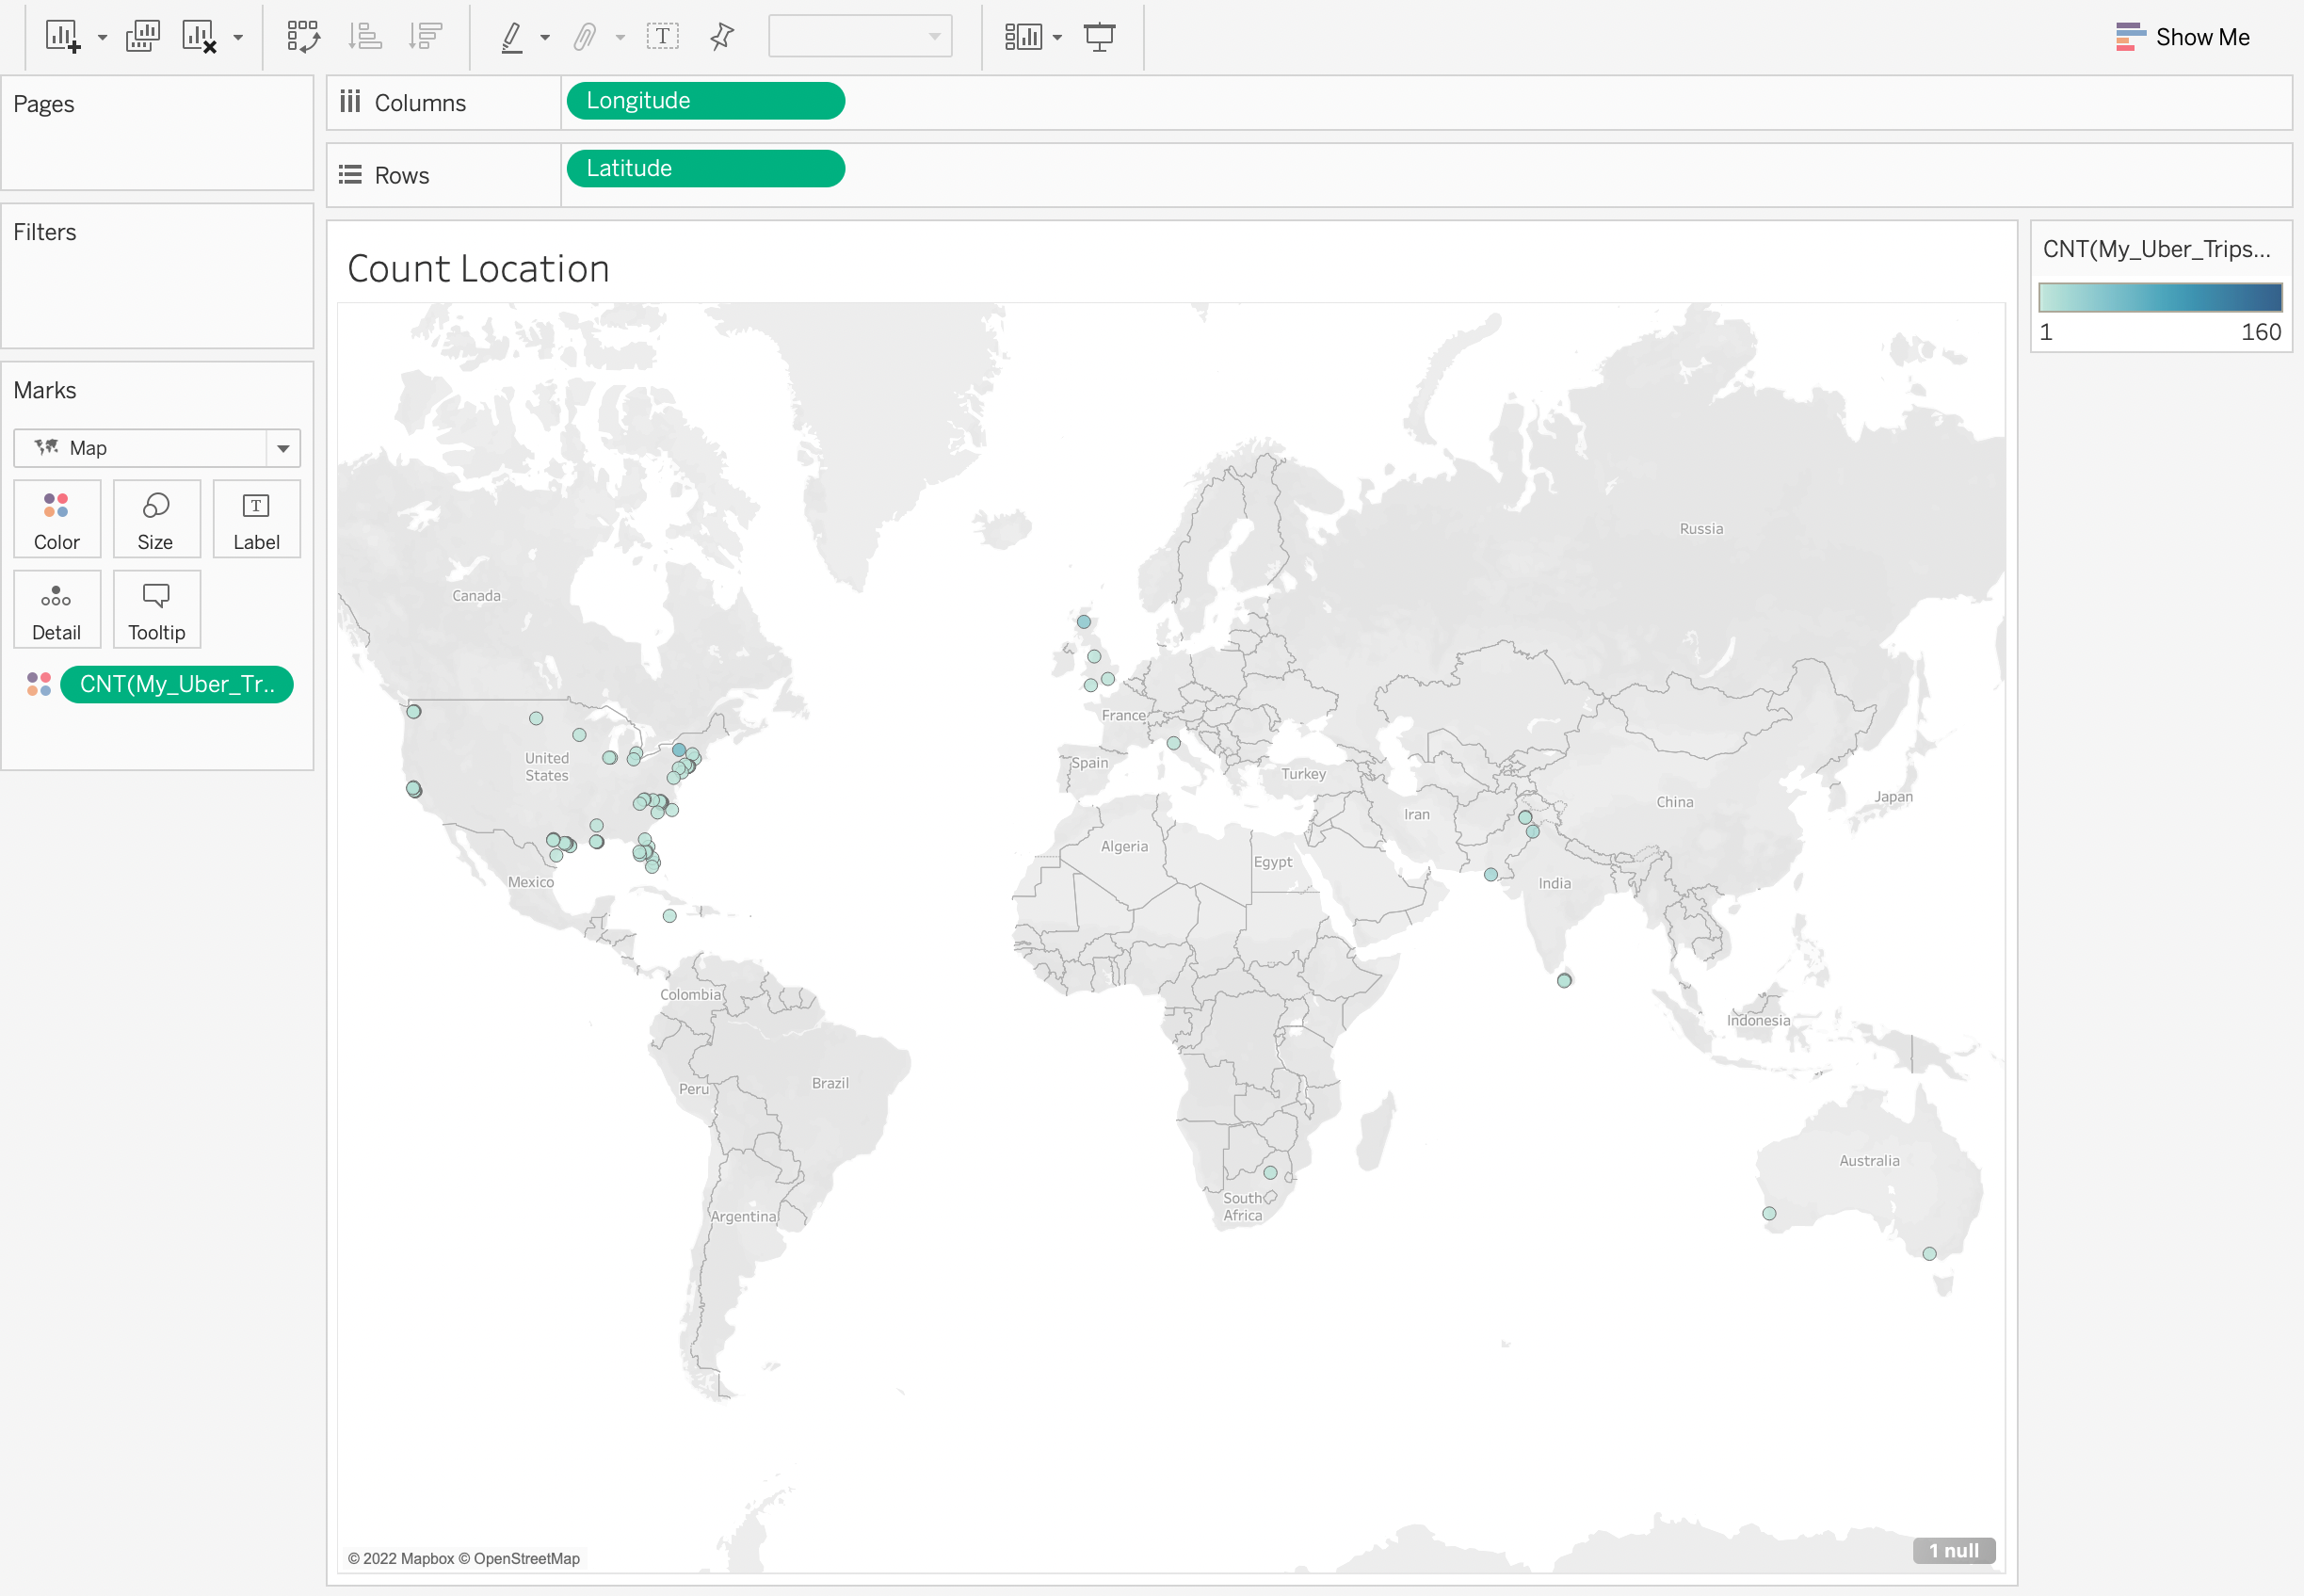 Show Me
Pages
Columns
Longitude
Rows
Latitude
Filters
Count Location
CNT(My_Uber_Trips...
1
160
Marks
Map
Color
Size
Label
Detail
Tooltip
CNT(My_Uber_Tr..
Russia
Canada
France
United
States
Spain
Turkey
China
Japan
Iran
Algeria
Egypt
India
Mexico
Colombia
Indonesia
Peru
Brazil
Australia
South
Africa
Argentina
© 2022 Mapbox © OpenStreetMap
1 null